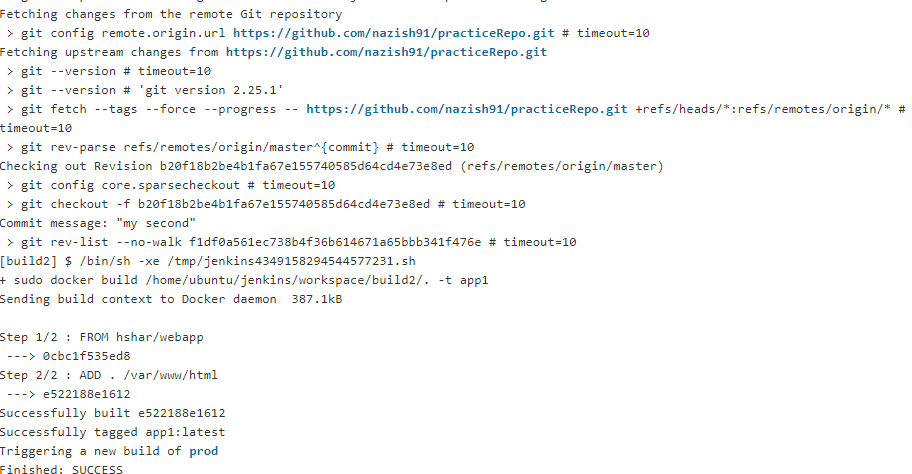 Fetching changes from the remote Git repository
> git config remote.origin.url https://github.com/nazish91/practiceRepo.git # timeout=10
Fetching upstream changes from https://github.com/nazish91/practiceRepo.git
> git --version # timeout=10
> git --version # 'git version 2.25.1'
> git fetch --tags --force --progress -- https://github.com/nazish91/practiceRepo.git +refs/heads/*:refs/remotes/origin/* #
timeout=10
> git rev-parse refs/remotes/origin/master^{commit} # timeout=10
Checking out Revision b20f18b2be4b1fa67e155740585d64cd4e73e8ed (refs/remotes/origin/master)
> git config core.sparsecheckout # timeout=10
> git checkout -f b20f18b2be4b1fa67e155740585d64cd4e73e8ed # timeout=10
Commit message: "my second"
> git rev-list --no-walk f1df0a561ec738b4f36b614671a65bbb341f476e # timeout=10
[build2] $ /bin/sh -xe /tmp/jenkins4349158294544577231.sh
+ sudo docker build /home/ubuntu/jenkins/workspace/build2/. -t app1
Sending build context to Docker daemon  387.1kB
Step 1/2 : FROM hshar/webapp
---> 0cbc1f535ed8
Step 2/2 : ADD . /var/www/html
---> e522188e1612
Successfully built e522188e1612
Successfully tagged app1:latest
Triggering a new build of prod
Finished: SUCCESS